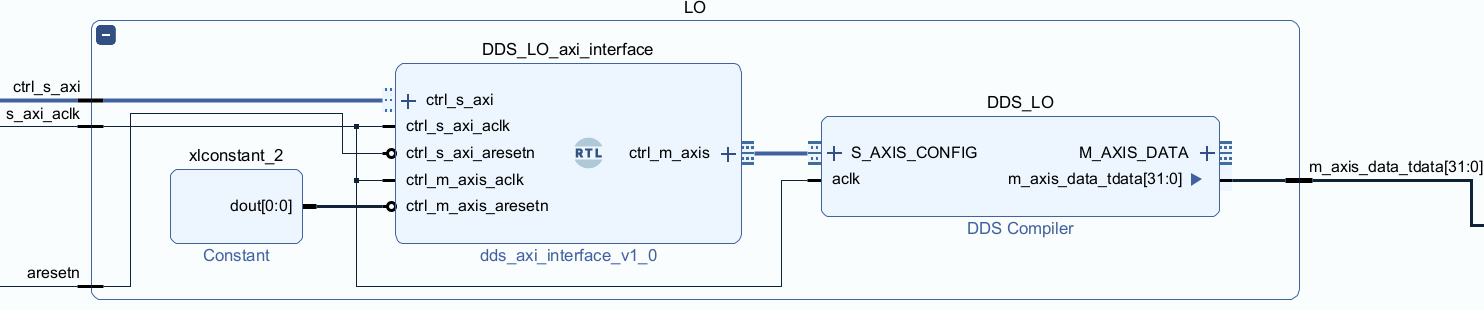 LO
DDS_LO_axi_interface
ctrl_s_axi
ctrl_s_axi
DDS_LO
s_axi_aclk
ctrl_s_axi_aclk
xlconstant_2
ctrl_s_axi_aresetn
RTL
ctrl_m_axis
S_AXIS_CONFIG
M_AXIS_DATA
m_axis_data_tdata[31:0]
ctrl_m_axis_aclk
aclk
m_axis_data_tdata[31:0]
dout[0:0]
ctrl_m_axis_aresetn
DDS Compiler
Constant
dds_axi_interface_v1_0
aresetn